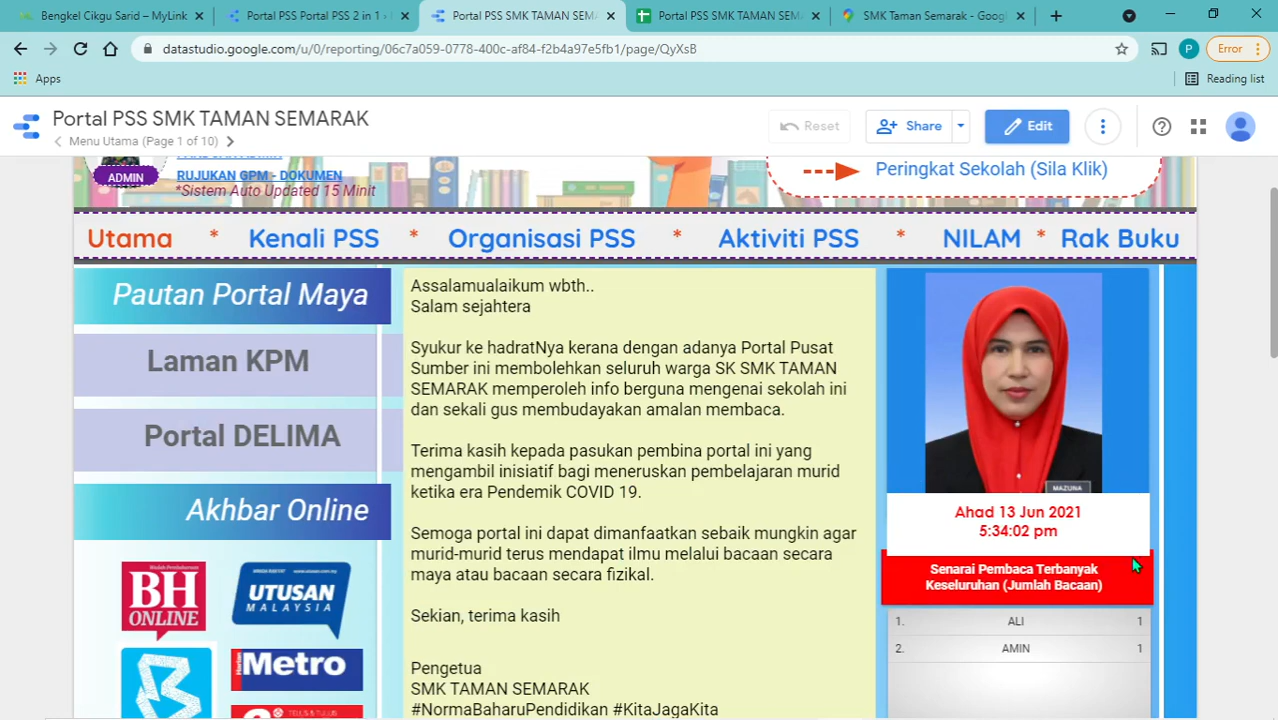 Bengkel Cikgu Sarid – MyLink
Portal PSS Portal PSS 2 in 1 ›
Portal PSS SMK TAMAN SEM
Portal PSS SMK TAMAN SEM
SMK Taman Semarak - Goog
datastudio.google.com/u/0/reporting/06c7a059-0778-400c-af84-f2b4a97e5fb1/page/QyXsB
P
Error
Apps
Reading list
Portal PSS SMK TAMAN SEMARAK
Menu Utama (Page 1 of 10)
Reset
Share
Edit
ADMIN
RUJUKAN GPM - DOKUMEN
*Sistem Auto Updated 15 Minit
Peringkat Sekolah (Sila Klik)
Utama * Kenali PSS * Organisasi PSS * Aktiviti PSS * NILAM * Rak Buku
Pautan Portal Maya
Laman KPM
Portal DELIMA
Akhbar Online
BH
ONLINE
UTUSAN
MALAYSIA
Harian
Metro
Assalamualaikum wbth..
Salam sejahtera
Syukur ke hadratNya kerana dengan adanya Portal Pusat
Sumber ini membolehkan seluruh warga SK SMK TAMAN
SEMARAK memperoleh info berguna mengenai sekolah ini
dan sekali gus membudayakan amalan membaca.
Terima kasih kepada pasukan pembina portal ini yang
mengambil inisiatif bagi meneruskan pembelajaran murid
ketika era Pendemik COVID 19.
Semoga portal ini dapat dimanfaatkan sebaik mungkin agar
murid-murid terus mendapat ilmu melalui bacaan secara
maya atau bacaan secara fizikal.
Sekian, terima kasih
Pengetua
SMK TAMAN SEMARAK
#NormaBaharuPendidikan #KitaJagaKita
MAZUNA
Ahad 13 Jun 2021
5:34:02 pm
Senarai Pembaca Terbanyak
Keseluruhan (Jumlah Bacaan)
1. ALI 1
2. AMIN 1